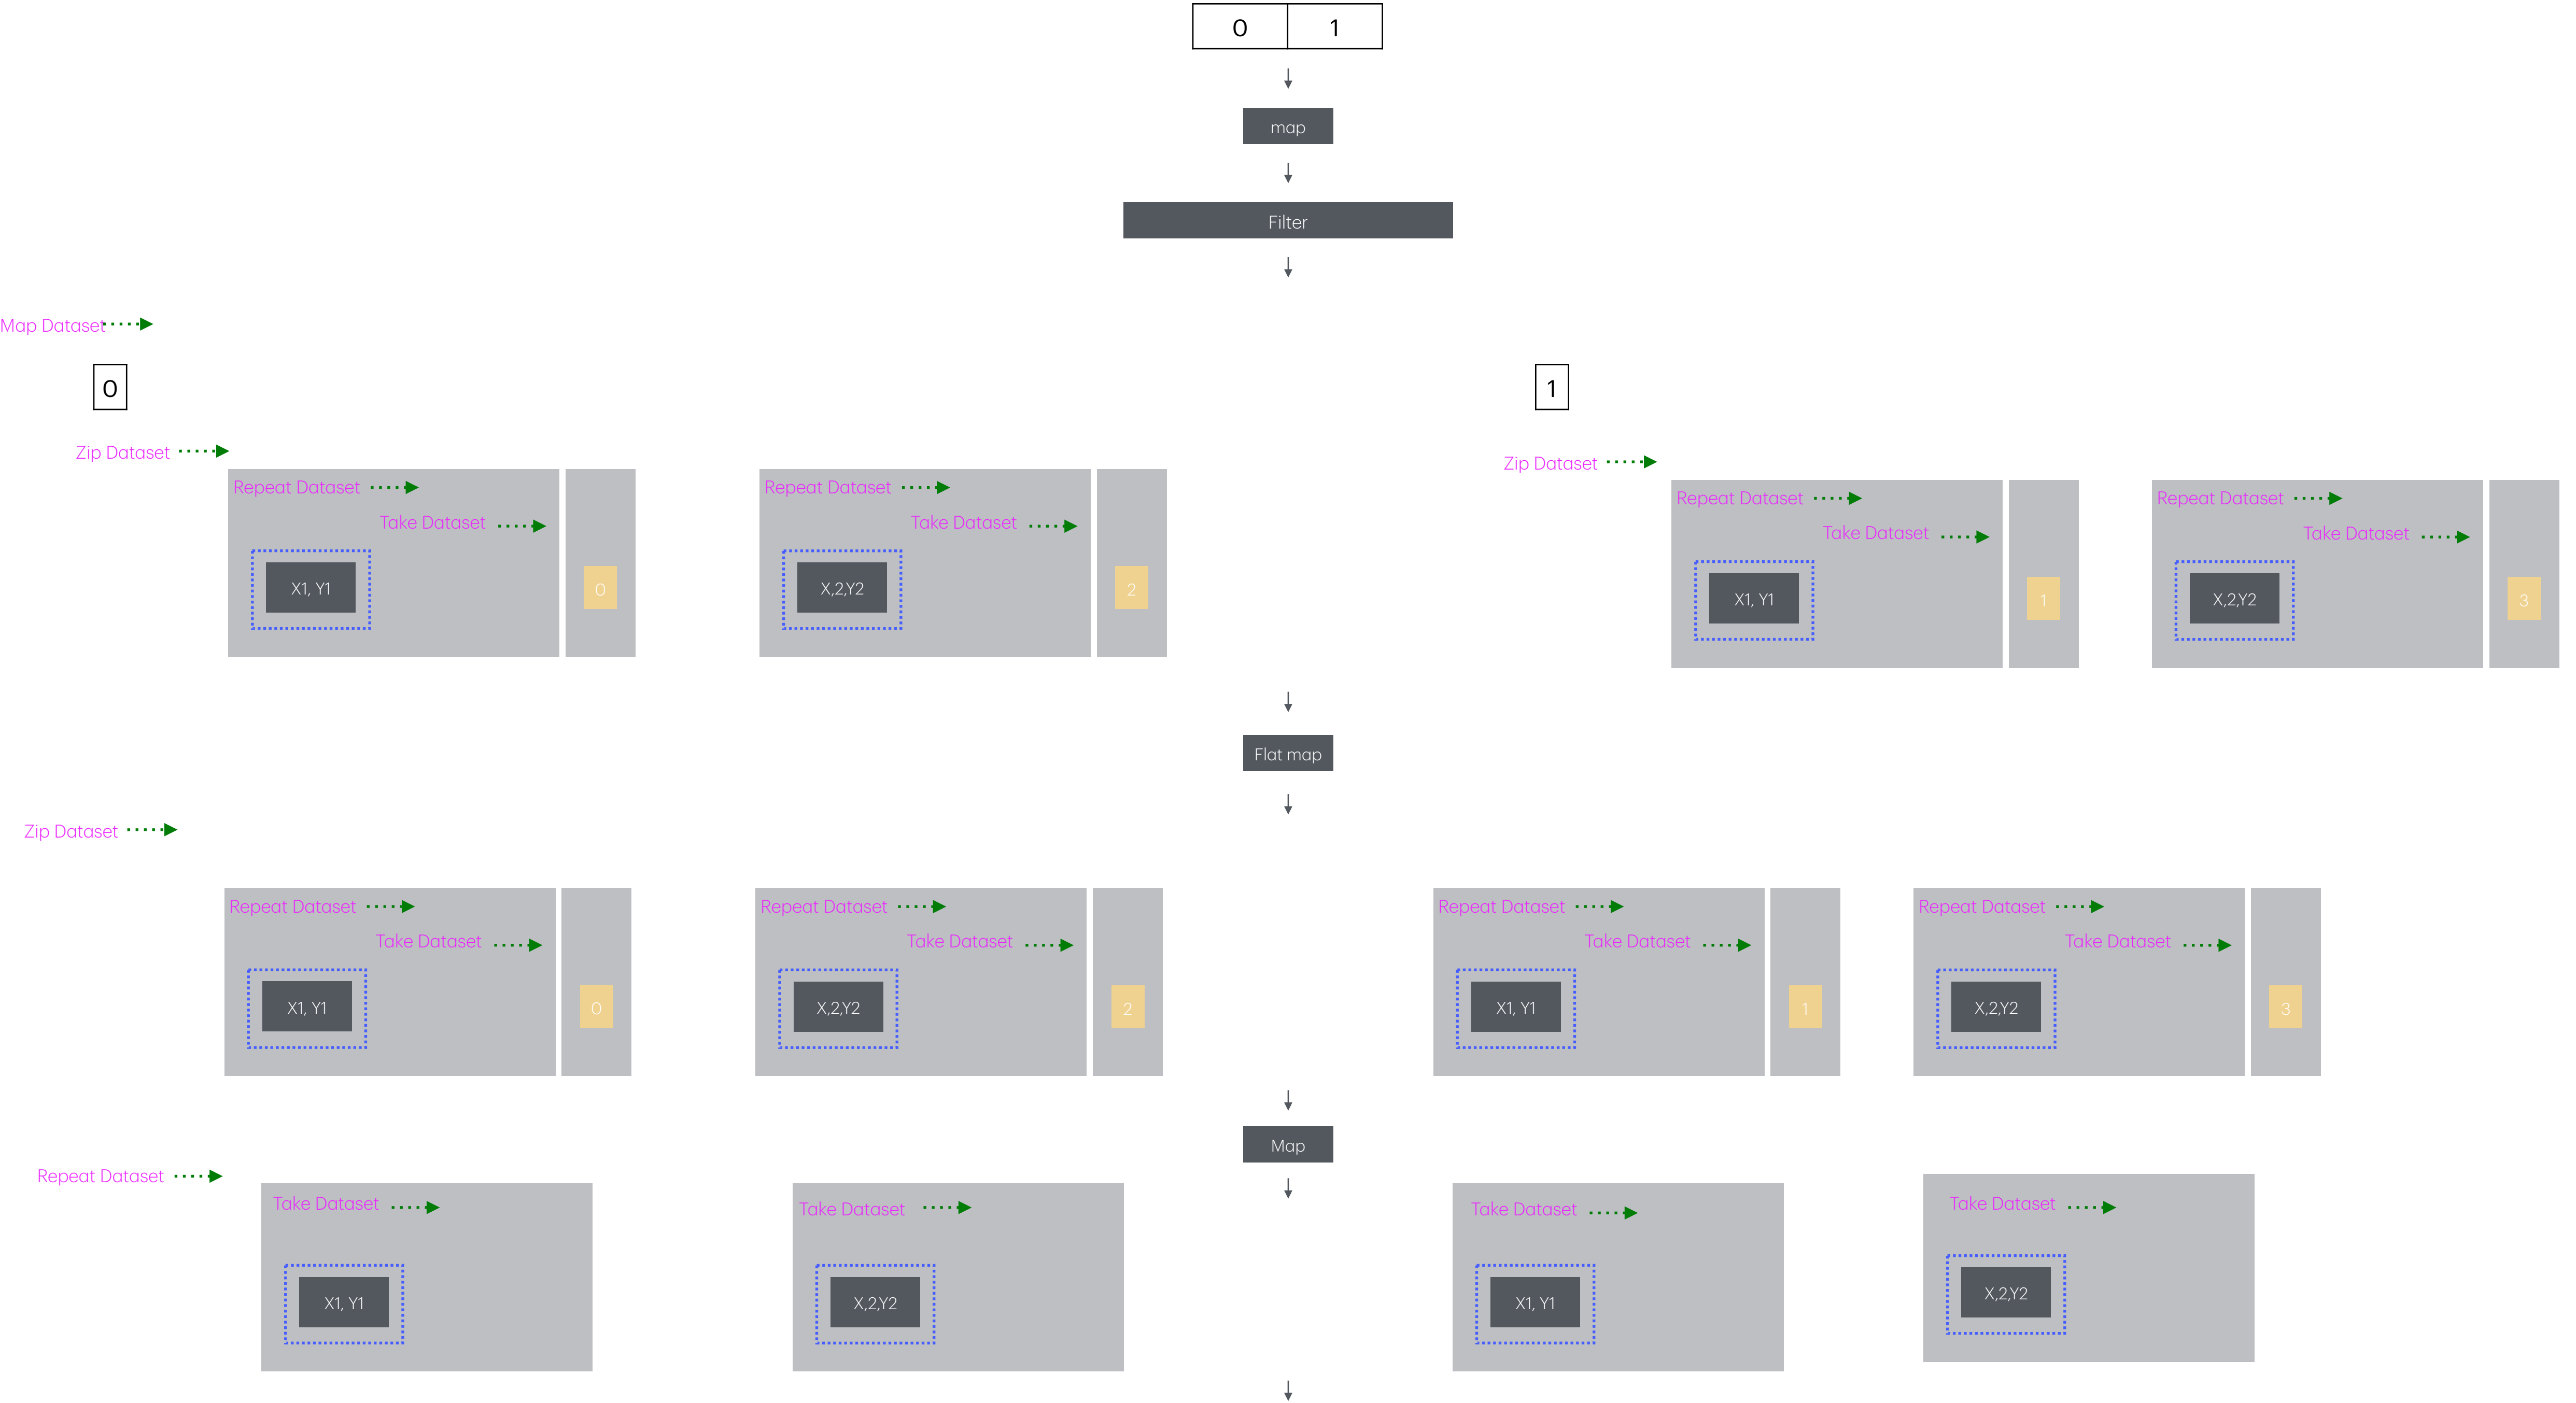 0 1
map
Filter
Map Dataset
0 1
Zip Dataset
Zip Dataset
Repeat Dataset
Take Dataset
X1, Y1
0
Repeat Dataset
Take Dataset
X,2,Y2
2
Repeat Dataset
Take Dataset
X1, Y1
1
Repeat Dataset
Take Dataset
X,2,Y2
3
Flat map
Zip Dataset
Repeat Dataset
Take Dataset
X1, Y1
0
Repeat Dataset
Take Dataset
X,2,Y2
2
Repeat Dataset
Take Dataset
X1, Y1
1
Repeat Dataset
Take Dataset
X,2,Y2
3
Map
Repeat Dataset
Take Dataset
X1, Y1
Take Dataset
X,2,Y2
Take Dataset
X1, Y1
Take Dataset
X,2,Y2